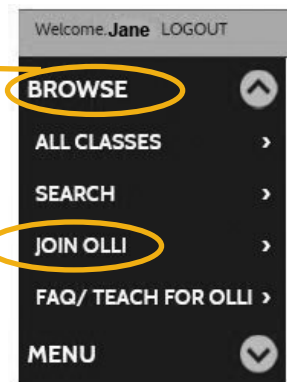 Welcome. Jane LOGOUT
BROWSE
ALL CLASSES ›
SEARCH ›
JOIN OLLI ›
FAQ/ TEACH FOR OLLI ›
MENU